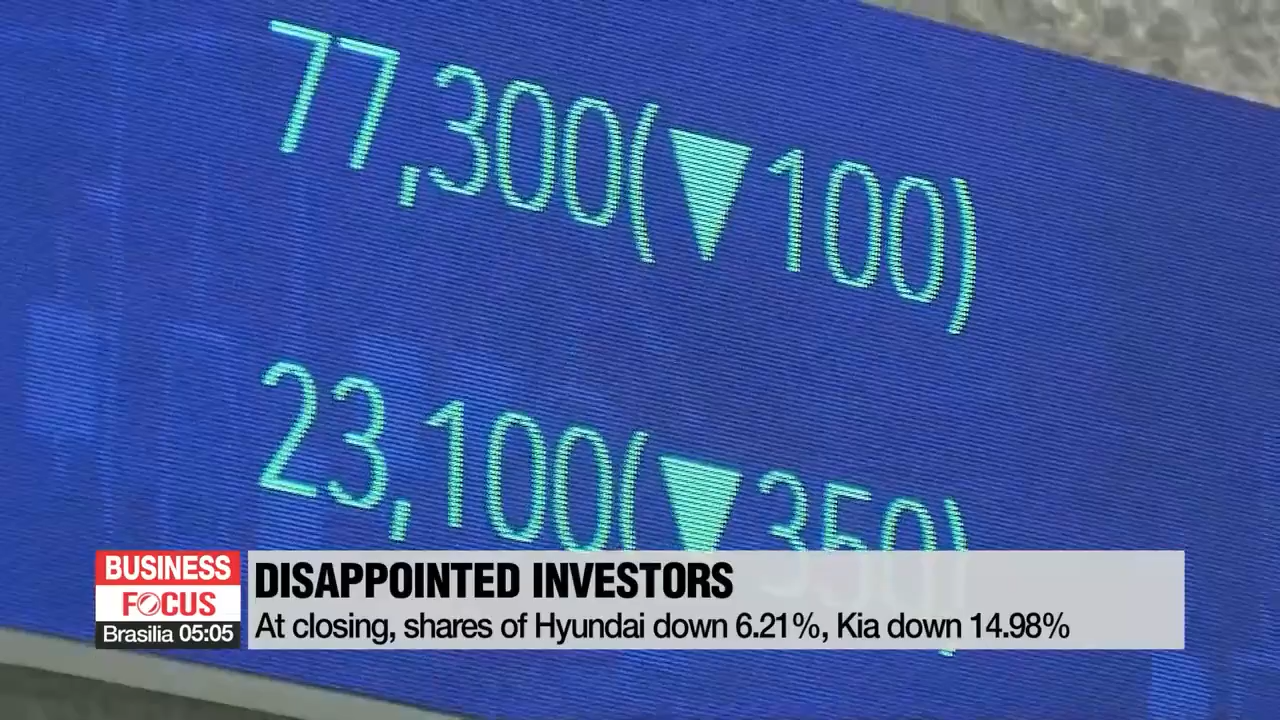 77,300(▼100)
23,100(▼350)
BUSINESS
FOCUS
Brasilia 05:05
DISAPPOINTED INVESTORS
At closing, shares of Hyundai down 6.21%, Kia down 14.98%